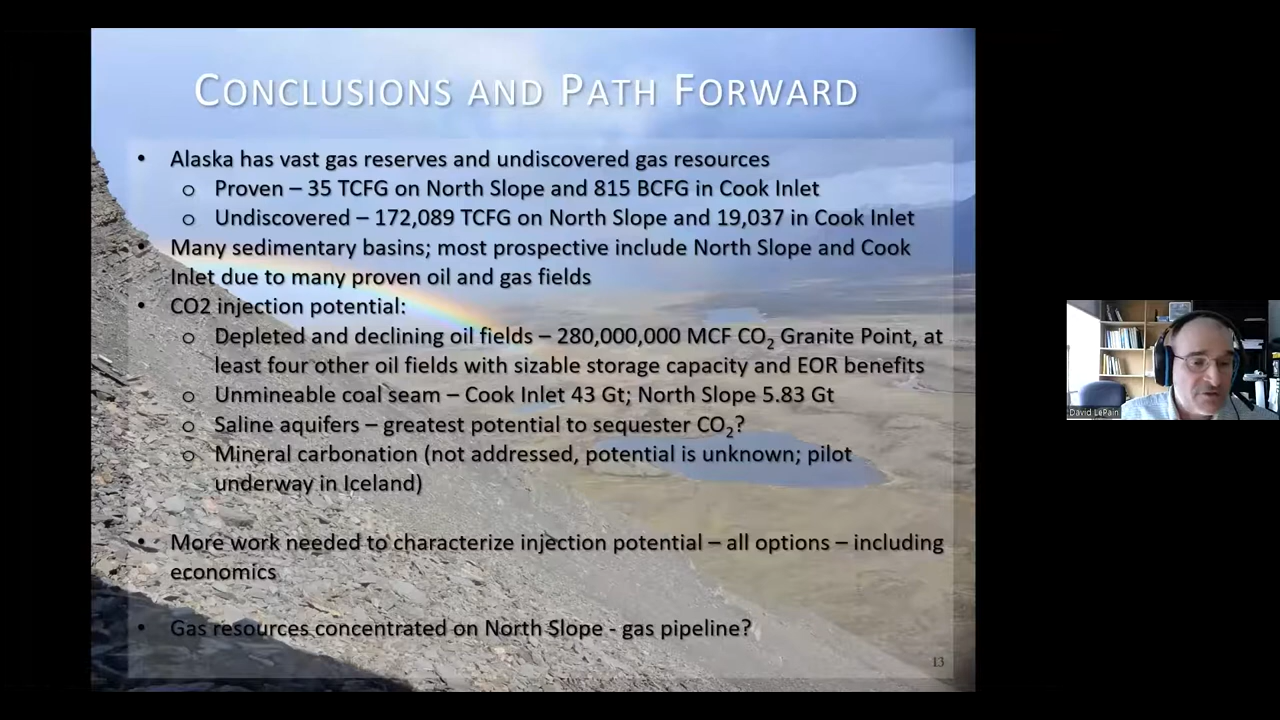 CONCLUSIONS AND PATH FORWARD
• Alaska has vast gas reserves and undiscovered gas resources
o Proven – 35 TCFG on North Slope and 815 BCFG in Cook Inlet
o Undiscovered – 172,089 TCFG on North Slope and 19,037 in Cook Inlet
• Many sedimentary basins; most prospective include North Slope and Cook
Inlet due to many proven oil and gas fields
• CO2 injection potential:
o Depleted and declining oil fields – 280,000,000 MCF CO₂ Granite Point, at
least four other oil fields with sizable storage capacity and EOR benefits
o Unmineable coal seam – Cook Inlet 43 Gt; North Slope 5.83 Gt
o Saline aquifers – greatest potential to sequester CO₂?
o Mineral carbonation (not addressed, potential is unknown; pilot
underway in Iceland)
• More work needed to characterize injection potential – all options – including
economics
• Gas resources concentrated on North Slope - gas pipeline?
13
David LePain